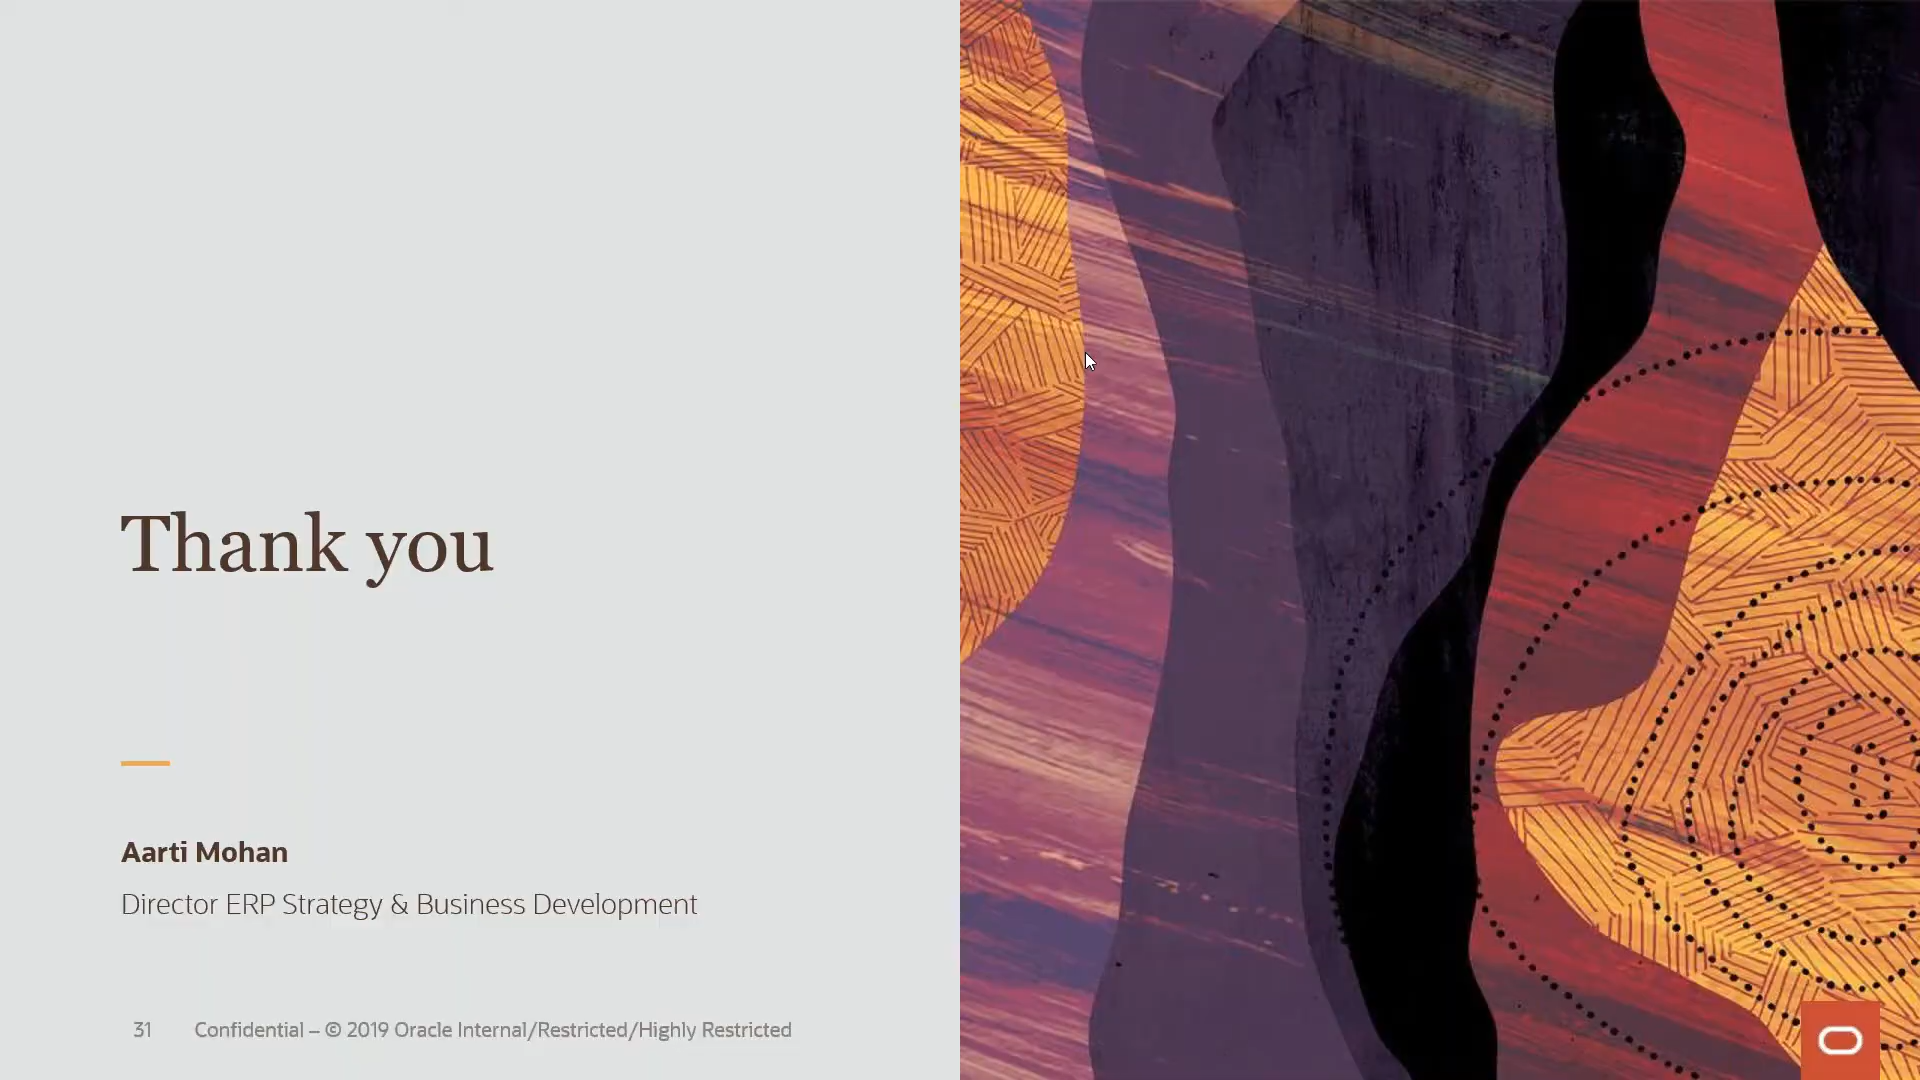 Thank you
Aarti Mohan
Director ERP Strategy & Business Development
31 Confidential – © 2019 Oracle Internal/Restricted/Highly Restricted